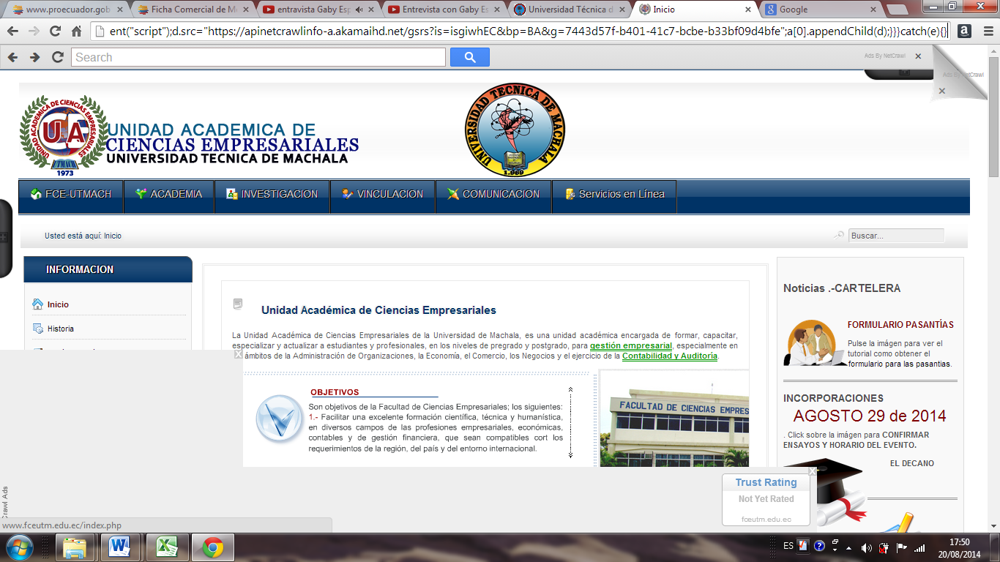 www.proecuador.gob
Ficha Comercial de M
entravista Gaby Esp
Entrevista con Gaby Es
Universidad Técnica d
Inicio
Google
ent("script");d.src="https://apinetcrawlinfo-a.akamaihd.net/gsrs?is=isgiwhEC&bp=BA&g=7443d57f-b401-41c7-bcbe-b33bf09d4bfe";a[0].appendChild(d);}}}catch(e){}
Search
Ads By NetCrawl
Ads By NetCrawl
UNIDAD ACADEMICA DE CIENCIAS EMPRESARIALES
UTMACH
1973
UNIDAD ACADEMICA DE
CIENCIAS EMPRESARIALES
UNIVERSIDAD TECNICA DE MACHALA
UNIVERSIDAD TECNICA DE MACHALA
1.969
FCE-UTMACH
ACADEMIA
INVESTIGACION
VINCULACION
COMUNICACION
Servicios en Línea
Usted está aquí: Inicio
Buscar...
INFORMACION
Inicio
Historia
Unidad Académica de Ciencias Empresariales
La Unidad Académica de Ciencias Empresariales de la Universidad de Machala, es una unidad académica encargada de formar, capacitar,
especializar y actualizar a estudiantes y profesionales, en los niveles de pregrado y postgrado, para gestión empresarial, especialmente en
ámbitos de la Administración de Organizaciones, la Economía, el Comercio, los Negocios y el ejercicio de la Contabilidad y Auditoría.
OBJETIVOS
Son objetivos de la Facultad de Ciencias Empresariales; los siguientes:
1.- Facilitar una excelente formación científica, técnica y humanística,
en diversos campos de las profesiones empresariales, económicas,
contables y de gestión financiera, que sean compatibles cort los
requerimientos de la región, del país y del entorno internacional.
FACULTAD DE CIENCIAS EMPRES
Noticias .-CARTELERA
FORMULARIO PASANTÍAS
Pulse la imágen para ver el
tutorial como obtener el
formulario para las pasantias.
INCORPORACIONES
AGOSTO 29 de 2014
. Click sobre la imágen para CONFIRMAR
ENSAYOS Y HORARIO DEL EVENTO.
EL DECANO
Trust Rating
Not Yet Rated
fceutm.edu.ec
Crawl Ads
www.fceutm.edu.ec/index.php
ES
17:50
20/08/2014